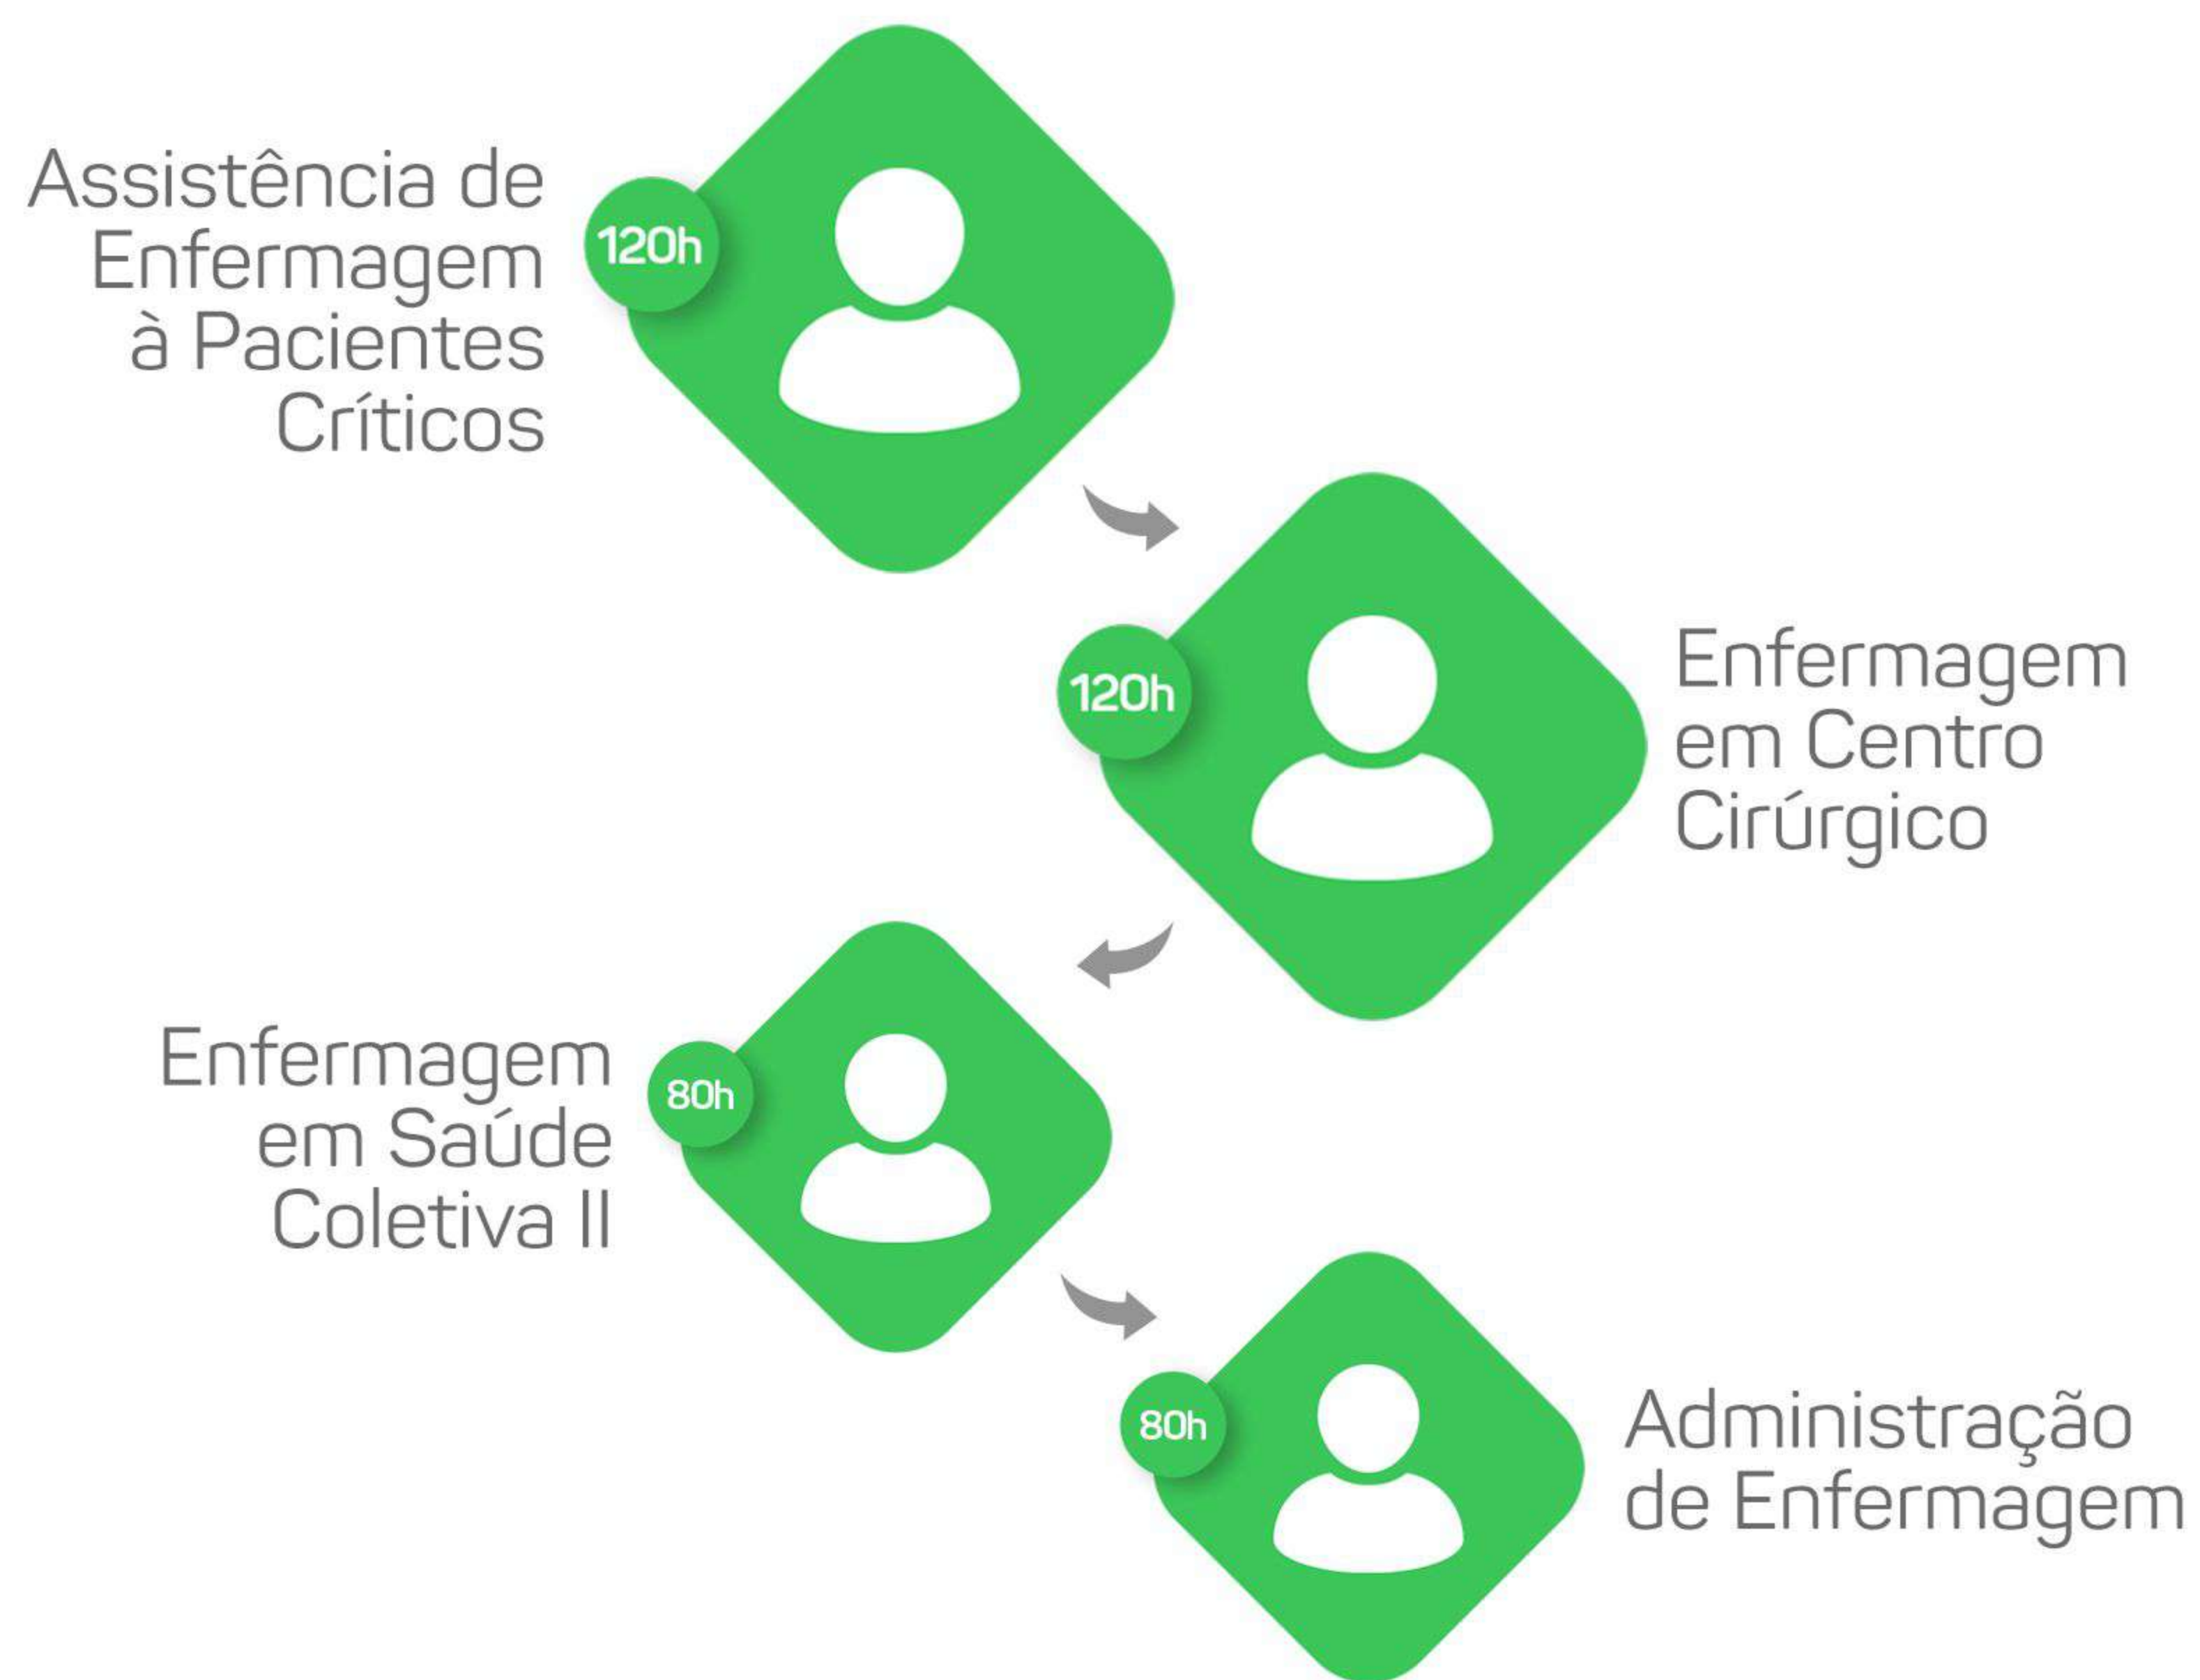 Assistência de
Enfermagem
à Pacientes
Críticos
120h
120h
Enfermagem
em Centro
Cirúrgico
Enfermagem
em Saúde
Coletiva II
80h
80h
Administração
de Enfermagem